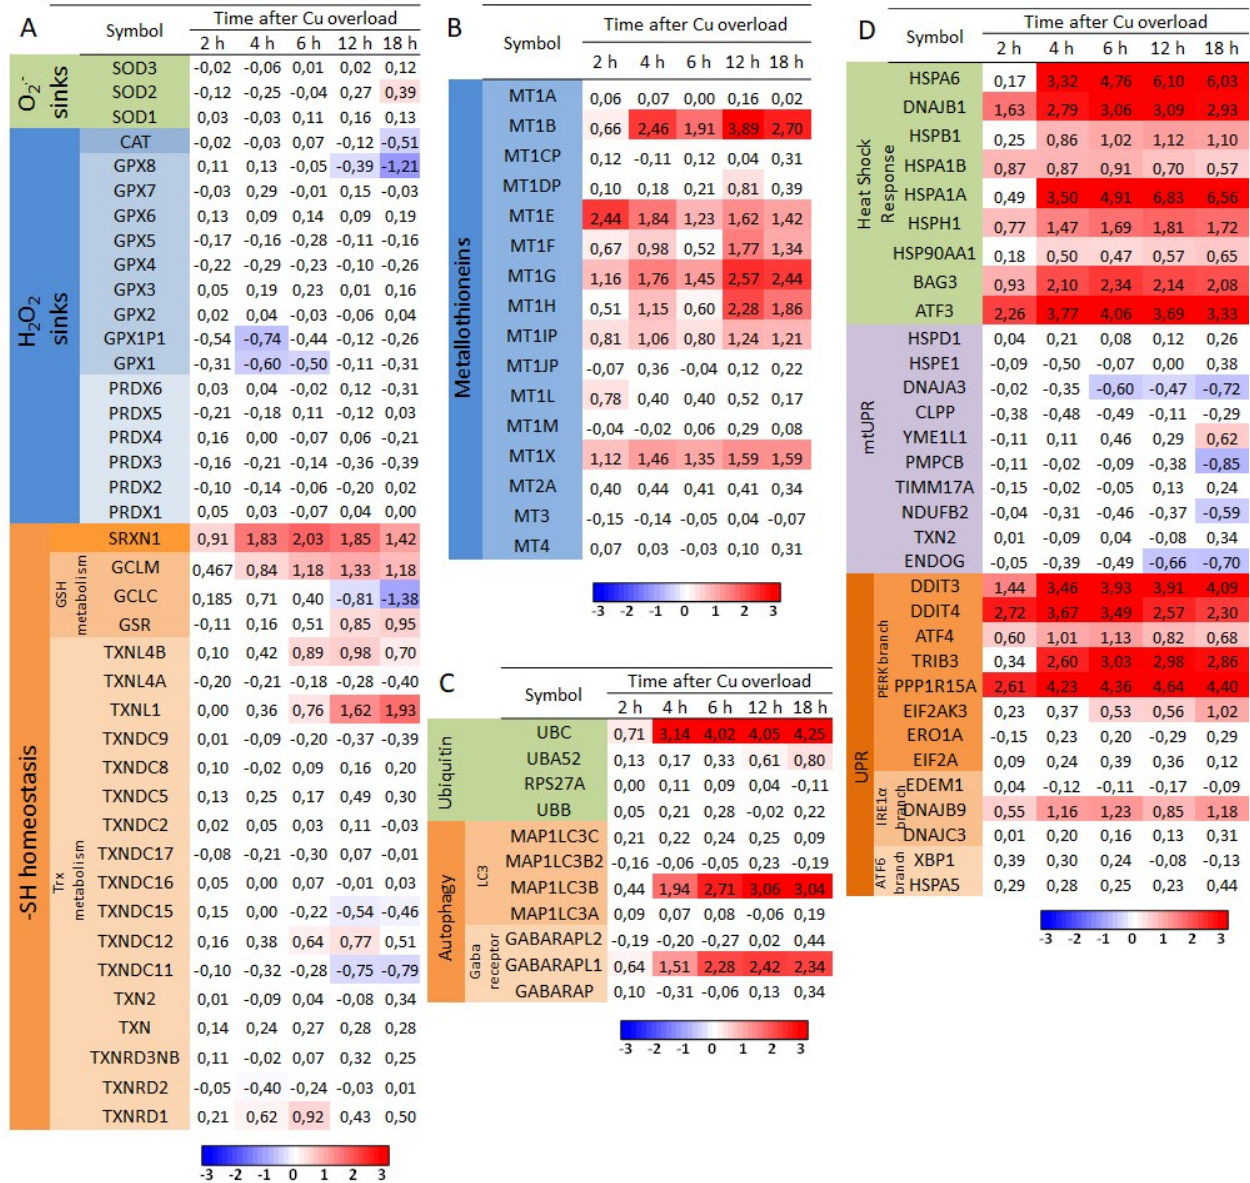 A
Symbol
Time after Cu overload
2 h 4 h 6 h 12 h 18 h
O₂·⁻ sinks
SOD3 -0,02 -0,06 0,01 0,02 0,12
SOD2 -0,12 -0,25 -0,04 0,27 0,39
SOD1 0,03 -0,03 0,11 0,16 0,13
H₂O₂ sinks
CAT -0,02 -0,03 0,07 -0,12 -0,51
GPX8 0,11 0,13 -0,05 -0,39 -1,21
GPX7 -0,03 0,29 -0,01 0,15 -0,03
GPX6 0,13 0,09 0,14 0,09 0,19
GPX5 -0,17 -0,16 -0,28 -0,11 -0,16
GPX4 -0,22 -0,29 -0,23 -0,10 -0,26
GPX3 0,05 0,19 0,23 0,01 0,16
GPX2 0,02 0,04 -0,03 -0,06 0,04
GPX1P1 -0,54 -0,74 -0,44 -0,12 -0,26
GPX1 -0,31 -0,60 -0,50 -0,11 -0,31
PRDX6 0,03 0,04 -0,02 0,12 -0,31
PRDX5 -0,21 -0,18 0,11 -0,12 0,03
PRDX4 0,16 0,00 -0,07 0,06 -0,21
PRDX3 -0,16 -0,21 -0,14 -0,36 -0,39
PRDX2 -0,10 -0,14 -0,06 -0,20 0,02
PRDX1 0,05 0,03 -0,07 0,04 0,00
-SH homeostasis
SRXN1 0,91 1,83 2,03 1,85 1,42
GSH metabolism
GCLM 0,467 0,84 1,18 1,33 1,18
GCLC 0,185 0,71 0,40 -0,81 -1,38
GSR -0,11 0,16 0,51 0,85 0,95
Trx metabolism
TXNL4B 0,10 0,42 0,89 0,98 0,70
TXNL4A -0,20 -0,21 -0,18 -0,28 -0,40
TXNL1 0,00 0,36 0,76 1,62 1,93
TXNDC9 0,01 -0,09 -0,20 -0,37 -0,39
TXNDC8 0,10 -0,02 0,09 0,16 0,20
TXNDC5 0,13 0,25 0,17 0,49 0,30
TXNDC2 0,02 0,05 0,03 0,11 -0,03
TXNDC17 -0,08 -0,21 -0,30 0,07 -0,01
TXNDC16 0,05 0,00 0,07 -0,01 0,03
TXNDC15 0,15 0,00 -0,22 -0,54 -0,46
TXNDC12 0,16 0,38 0,64 0,77 0,51
TXNDC11 -0,10 -0,32 -0,28 -0,75 -0,79
TXN2 0,01 -0,09 0,04 -0,08 0,34
TXN 0,14 0,24 0,27 0,28 0,28
TXNRD3NB 0,11 -0,02 0,07 0,32 0,25
TXNRD2 -0,05 -0,40 -0,24 -0,03 0,01
TXNRD1 0,21 0,62 0,92 0,43 0,50
-3 -2 -1 0 1 2 3
B
Symbol
Time after Cu overload
2 h 4 h 6 h 12 h 18 h
Metallothioneins
MT1A 0,06 0,07 0,00 0,16 0,02
MT1B 0,66 2,46 1,91 3,89 2,70
MT1CP 0,12 -0,11 0,12 0,04 0,31
MT1DP 0,10 0,18 0,21 0,81 0,39
MT1E 2,44 1,84 1,23 1,62 1,42
MT1F 0,67 0,98 0,52 1,77 1,34
MT1G 1,16 1,76 1,45 2,57 2,44
MT1H 0,51 1,15 0,60 2,28 1,86
MT1IP 0,81 1,06 0,80 1,24 1,21
MT1JP -0,07 0,36 -0,04 0,12 0,22
MT1L 0,78 0,40 0,40 0,52 0,17
MT1M -0,04 -0,02 0,06 0,29 0,08
MT1X 1,12 1,46 1,35 1,59 1,59
MT2A 0,40 0,44 0,41 0,41 0,34
MT3 -0,15 -0,14 -0,05 0,04 -0,07
MT4 0,07 0,03 -0,03 0,10 0,31
-3 -2 -1 0 1 2 3
C
Symbol
Time after Cu overload
2 h 4 h 6 h 12 h 18 h
Ubiquitin
UBC 0,71 3,14 4,02 4,05 4,25
UBA52 0,13 0,17 0,33 0,61 0,80
RPS27A 0,00 0,11 0,09 0,04 -0,11
UBB 0,05 0,21 0,28 -0,02 0,22
Autophagy
LC3
MAP1LC3C 0,21 0,22 0,24 0,25 0,09
MAP1LC3B2 -0,16 -0,06 -0,05 0,23 -0,19
MAP1LC3B 0,44 1,94 2,71 3,06 3,04
MAP1LC3A 0,09 0,07 0,08 -0,06 0,19
Gaba receptor
GABARAPL2 -0,19 -0,20 -0,27 0,02 0,44
GABARAPL1 0,64 1,51 2,28 2,42 2,34
GABARAP 0,10 -0,31 -0,06 0,13 0,34
-3 -2 -1 0 1 2 3
D
Symbol
Time after Cu overload
2 h 4 h 6 h 12 h 18 h
Heat Shock Response
HSPA6 0,17 3,32 4,76 6,10 6,03
DNAJB1 1,63 2,79 3,06 3,09 2,93
HSPB1 0,25 0,86 1,02 1,12 1,10
HSPA1B 0,87 0,87 0,91 0,70 0,57
HSPA1A 0,49 3,50 4,91 6,83 6,56
HSPH1 0,77 1,47 1,69 1,81 1,72
HSP90AA1 0,18 0,50 0,47 0,57 0,65
BAG3 0,93 2,10 2,34 2,14 2,08
ATF3 2,26 3,77 4,06 3,69 3,33
mtUPR
HSPD1 0,04 0,21 0,08 0,12 0,26
HSPE1 -0,09 -0,50 -0,07 0,00 0,38
DNAJA3 -0,02 -0,35 -0,60 -0,47 -0,72
CLPP -0,38 -0,48 -0,49 -0,11 -0,29
YME1L1 -0,11 0,11 0,46 0,29 0,62
PMPCB -0,11 -0,02 -0,09 -0,38 -0,85
TIMM17A -0,15 -0,02 -0,05 0,13 0,24
NDUFB2 -0,04 -0,31 -0,46 -0,37 -0,59
TXN2 0,01 -0,09 0,04 -0,08 0,34
ENDOG -0,05 -0,39 -0,49 -0,66 -0,70
UPR
PERK branch
DDIT3 1,44 3,46 3,93 3,91 4,09
DDIT4 2,72 3,67 3,49 2,57 2,30
ATF4 0,60 1,01 1,13 0,82 0,68
TRIB3 0,34 2,60 3,03 2,98 2,86
PPP1R15A 2,61 4,23 4,36 4,64 4,40
EIF2AK3 0,23 0,37 0,53 0,56 1,02
ERO1A -0,15 0,23 0,20 -0,29 0,29
EIF2A 0,09 0,24 0,39 0,36 0,12
IRE1α branch
EDEM1 0,04 -0,12 -0,11 -0,17 -0,09
DNAJB9 0,55 1,16 1,23 0,85 1,18
DNAJC3 0,01 0,20 0,16 0,13 0,31
ATF6 branch
XBP1 0,39 0,30 0,24 -0,08 -0,13
HSPA5 0,29 0,28 0,25 0,23 0,44
-3 -2 -1 0 1 2 3